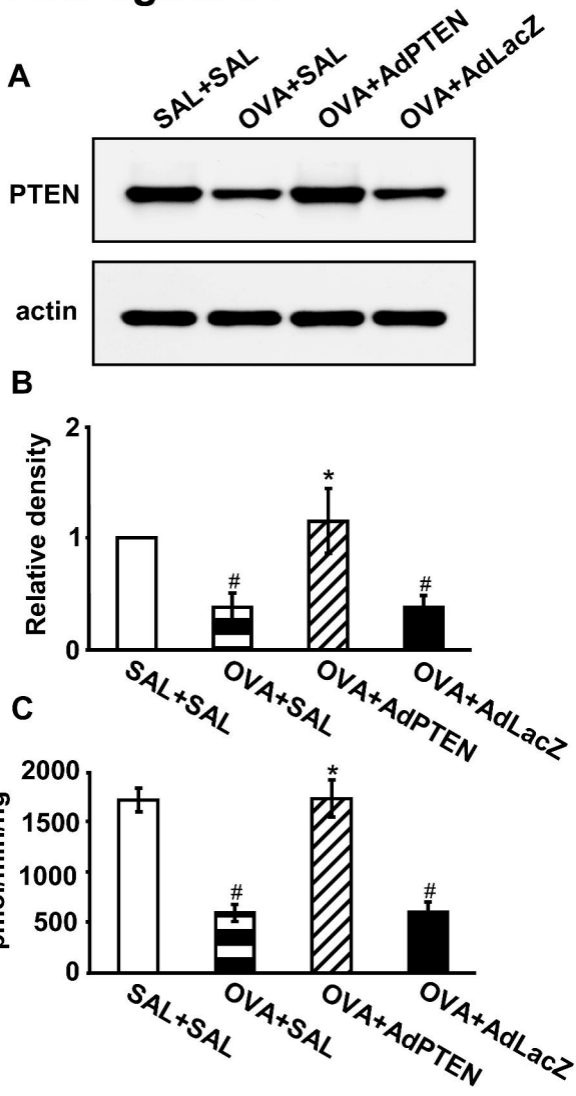 A
SAL+SAL
OVA+SAL
OVA+AdPTEN
OVA+AdLacZ
PTEN
actin
B
Relative density
2
1
0
#
*
#
SAL+SAL
OVA+SAL
OVA+AdPTEN
OVA+AdLacZ
C
2000
1500
1000
500
0
#
*
#
SAL+SAL
OVA+SAL
OVA+AdPTEN
OVA+AdLacZ